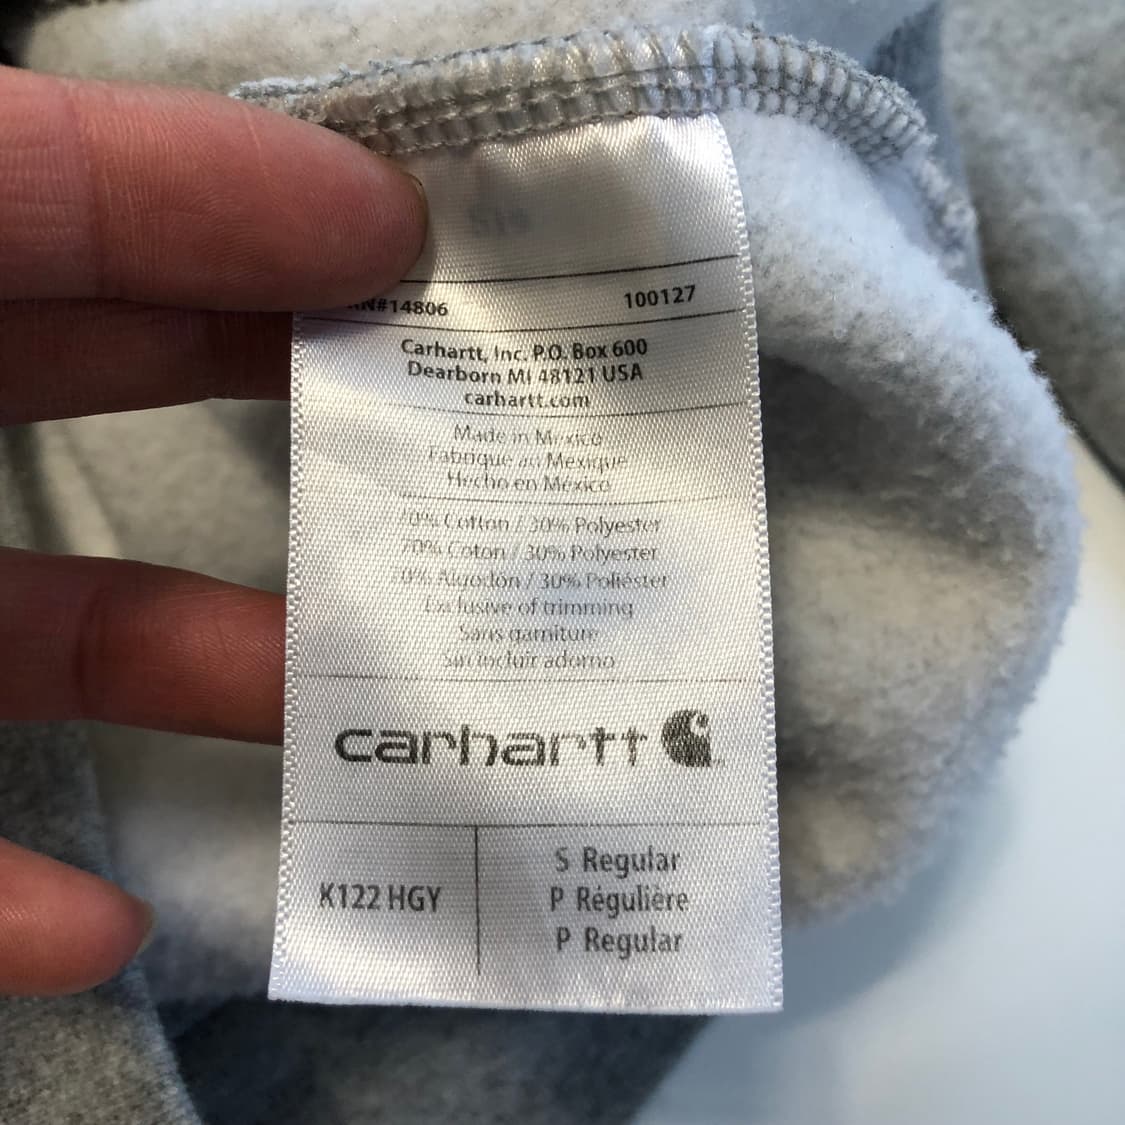 RN#14806 100127
Carhartt, Inc. P.O. Box 600
Dearborn MI 48121 USA
carhartt.com
Made in Mexico
Fabriqué au Mexique
Hecho en México
70% Cotton / 30% Polyester
70% Coton / 30% Polyester
70% Algodón / 30% Poliéster
Exclusive of trimming
Sans garniture
Sin incluir adorno
carhartt
K122 HGY
S Regular
P Régulière
P Regular